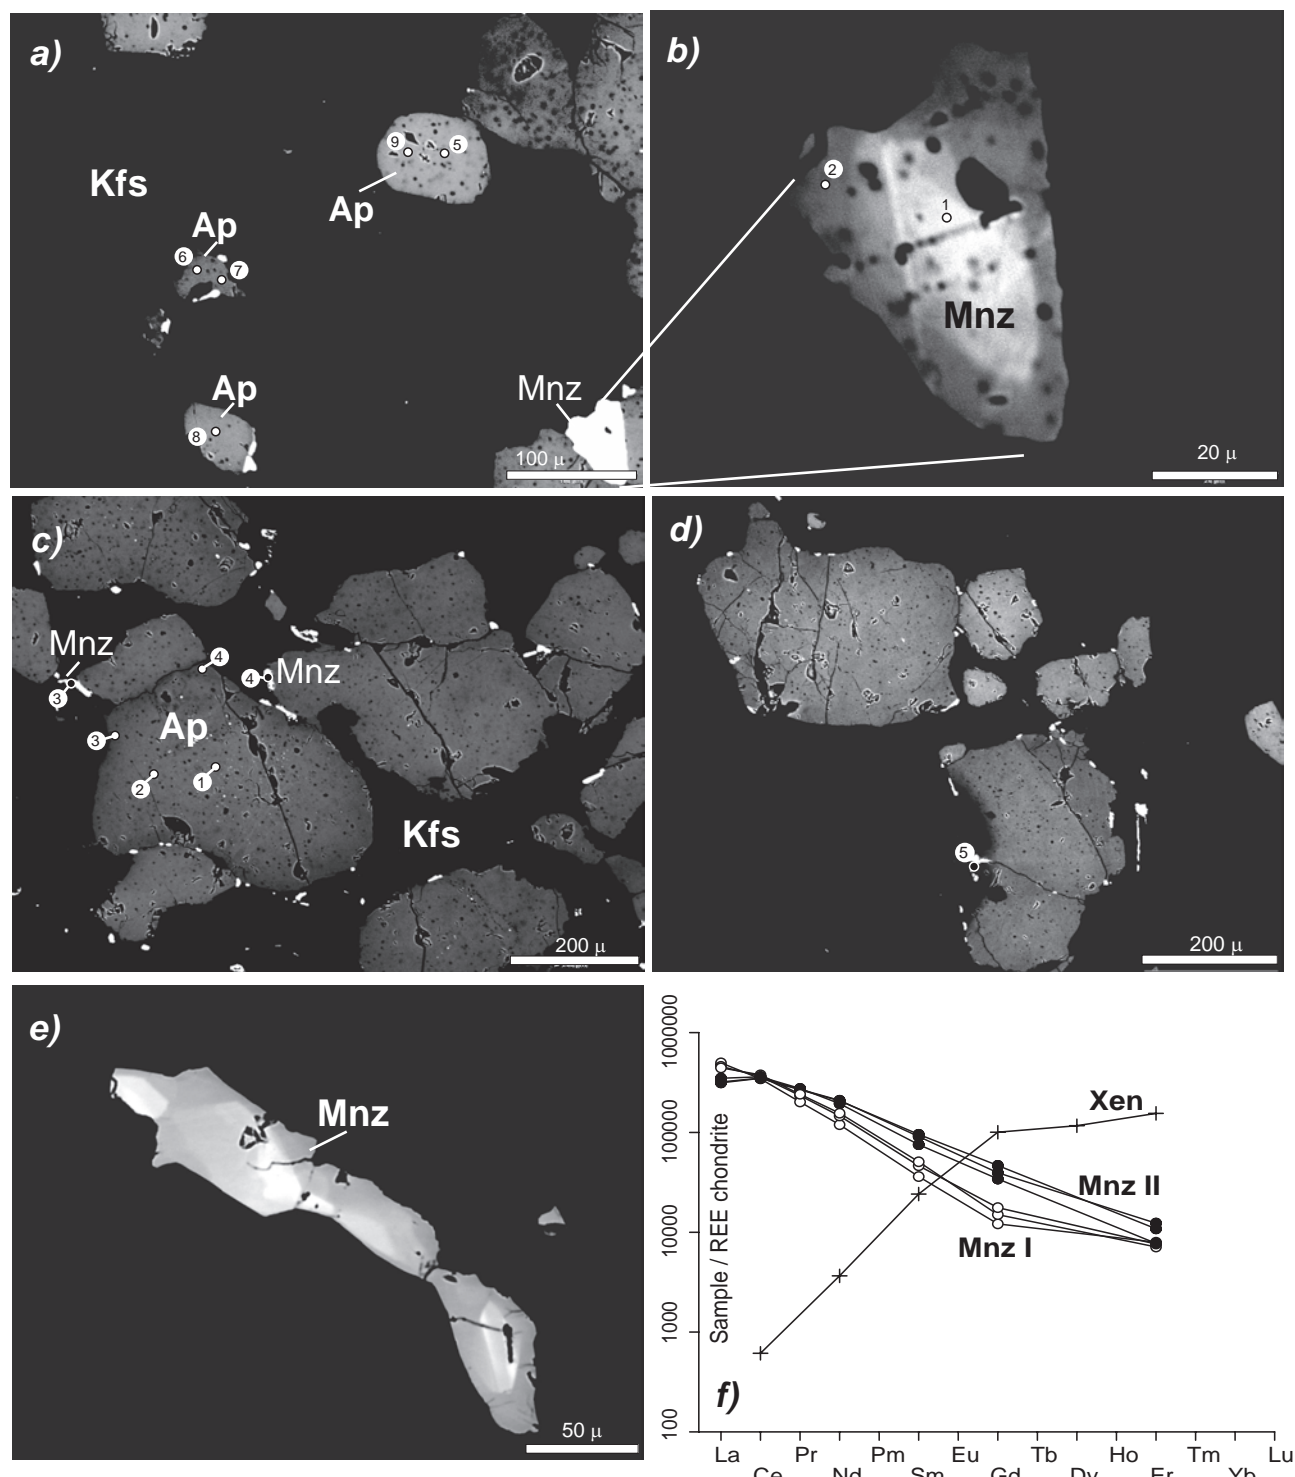 a)
9
5
Kfs
Ap
Ap
6
7
Ap
8
Mnz
100 μ
b)
2
1
Mnz
20 μ
c)
Mnz
4
4
Mnz
3
3
Ap
2
1
Kfs
200 μ
d)
5
200 μ
e)
Mnz
50 μ
1000000
100000
10000
1000
100
Sample / REE chondrite
Xen
Mnz II
Mnz I
f)
La Pr Pm Eu Tb Ho Tm Lu
Ce Nd Sm Gd Dy Er Yb